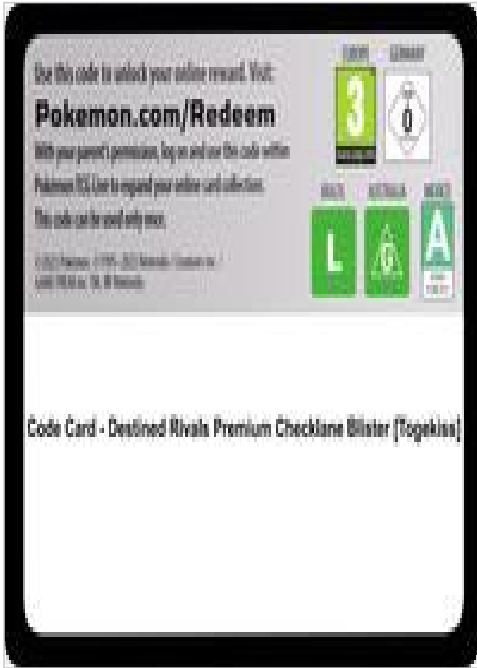 Use this code to unlock your online reward. Visit:
Pokemon.com/Redeem
With your parent's permission, log on and use this code within
Pokémon TCG Live to expand your online card collection.
This code can be used only once.
EUROPE GERMANY
3
0
BRAZIL AUSTRALIA MEXICO
L
G
A
Code Card - Destined Rivals Premium Checklane Blister [Togekiss]